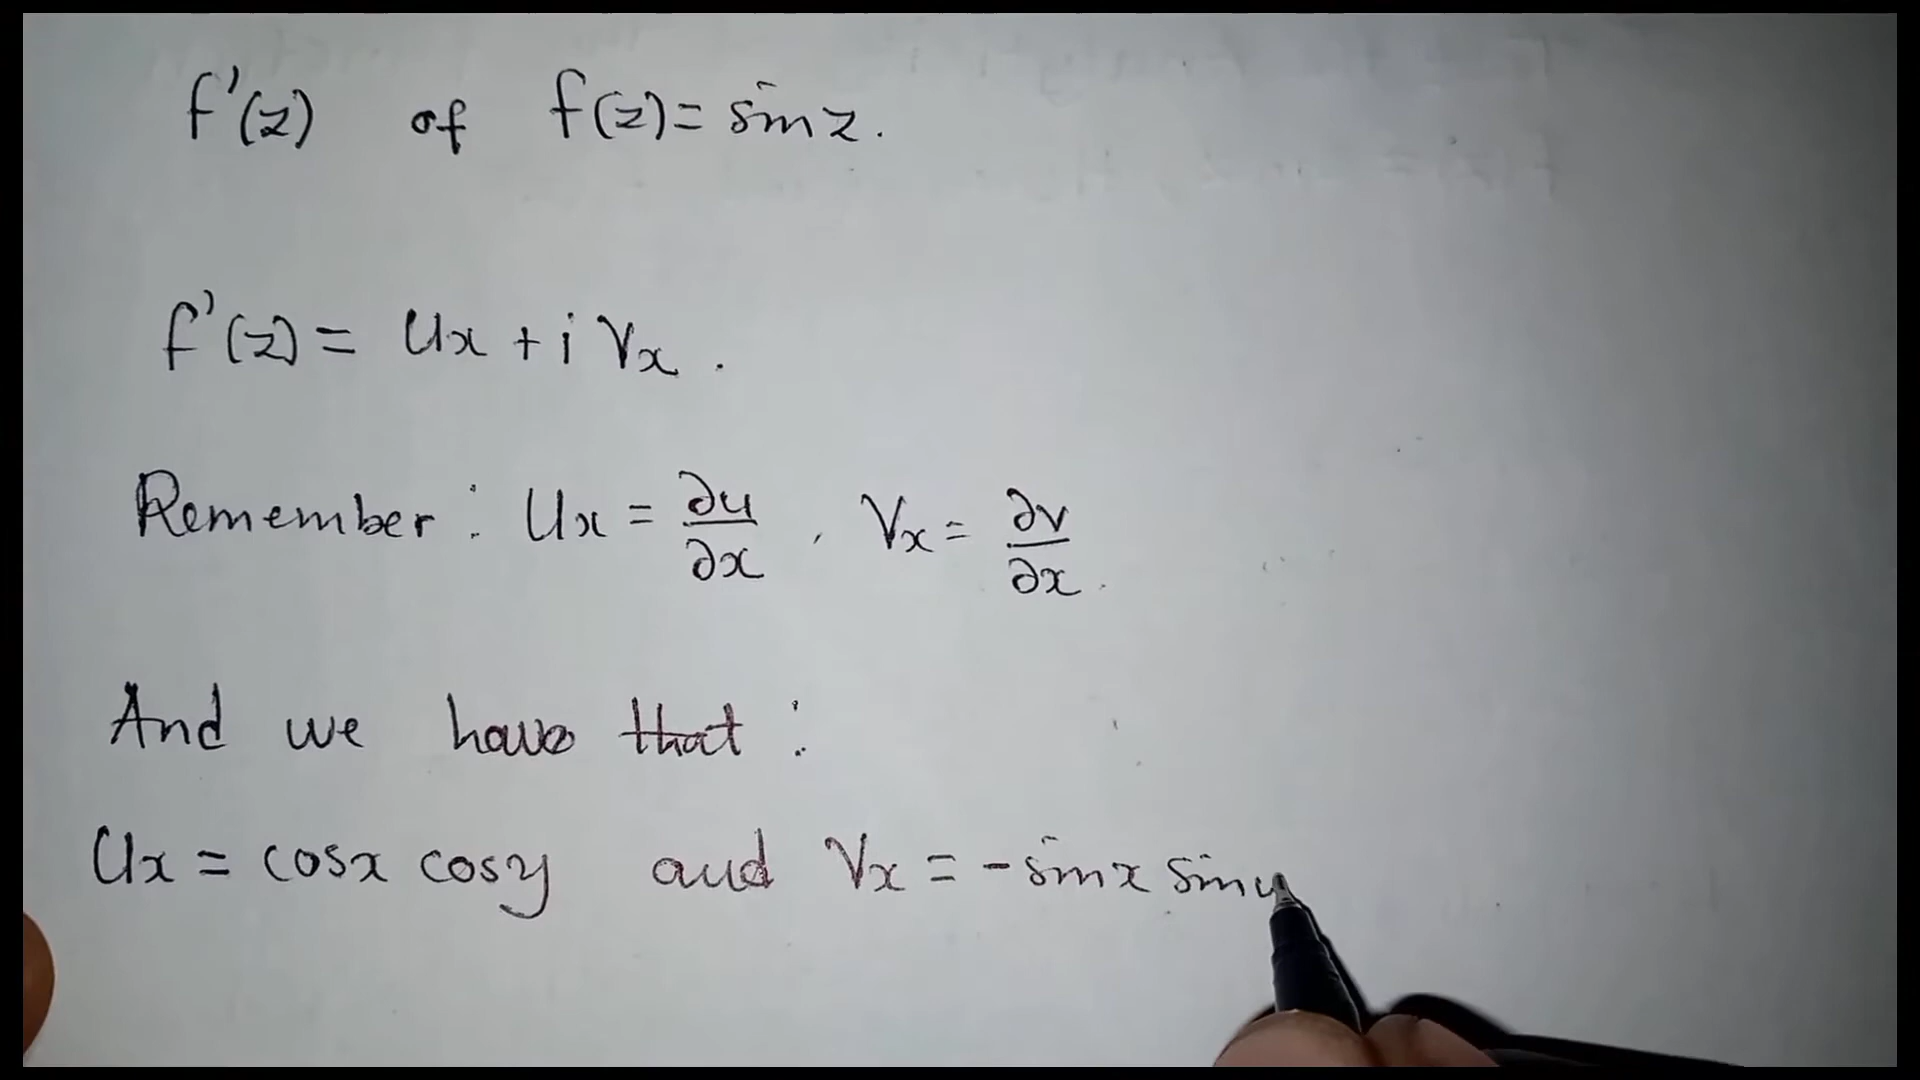 f'(z) of f(z) = sin z.
f'(z) = Ux + i Vx .
Remember : Ux = ∂u/∂x , Vx = ∂v/∂x .
And we have that :
Ux = cosx cosy and Vx = - sinx siny